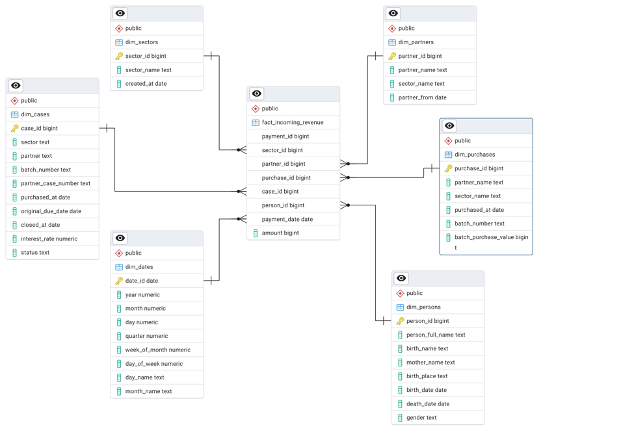 public
dim_sectors
sector_id bigint
sector_name text
created_at date
public
dim_partners
partner_id bigint
partner_name text
sector_name text
partner_from date
public
dim_cases
case_id bigint
sector text
partner text
batch_number text
partner_case_number text
purchased_at date
original_due_date date
closed_at date
interest_rate numeric
status text
public
fact_incoming_revenue
payment_id bigint
sector_id bigint
partner_id bigint
purchase_id bigint
case_id bigint
person_id bigint
payment_date date
amount bigint
public
dim_purchases
purchase_id bigint
partner_name text
sector_name text
purchased_at date
batch_number text
batch_purchase_value bigin
t
public
dim_dates
date_id date
year numeric
month numeric
day numeric
quarter numeric
week_of_month numeric
day_of_week numeric
day_name text
month_name text
public
dim_persons
person_id bigint
person_full_name text
birth_name text
mother_name text
birth_place text
birth_date date
death_date date
gender text